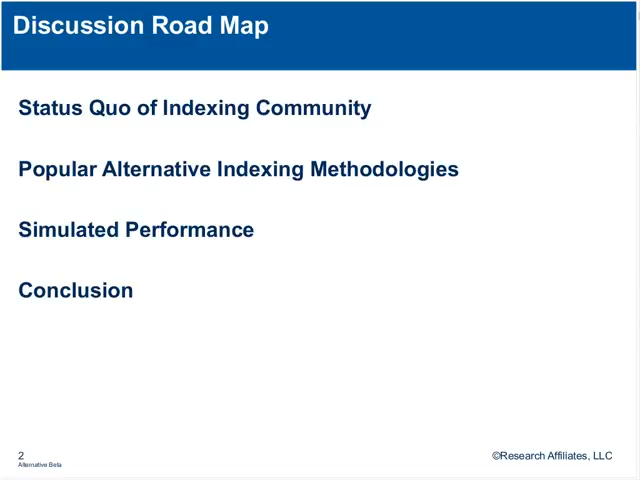 Discussion Road Map
Status Quo of Indexing Community
Popular Alternative Indexing Methodologies
Simulated Performance
Conclusion
2
Alternative Beta
©Research Affiliates, LLC